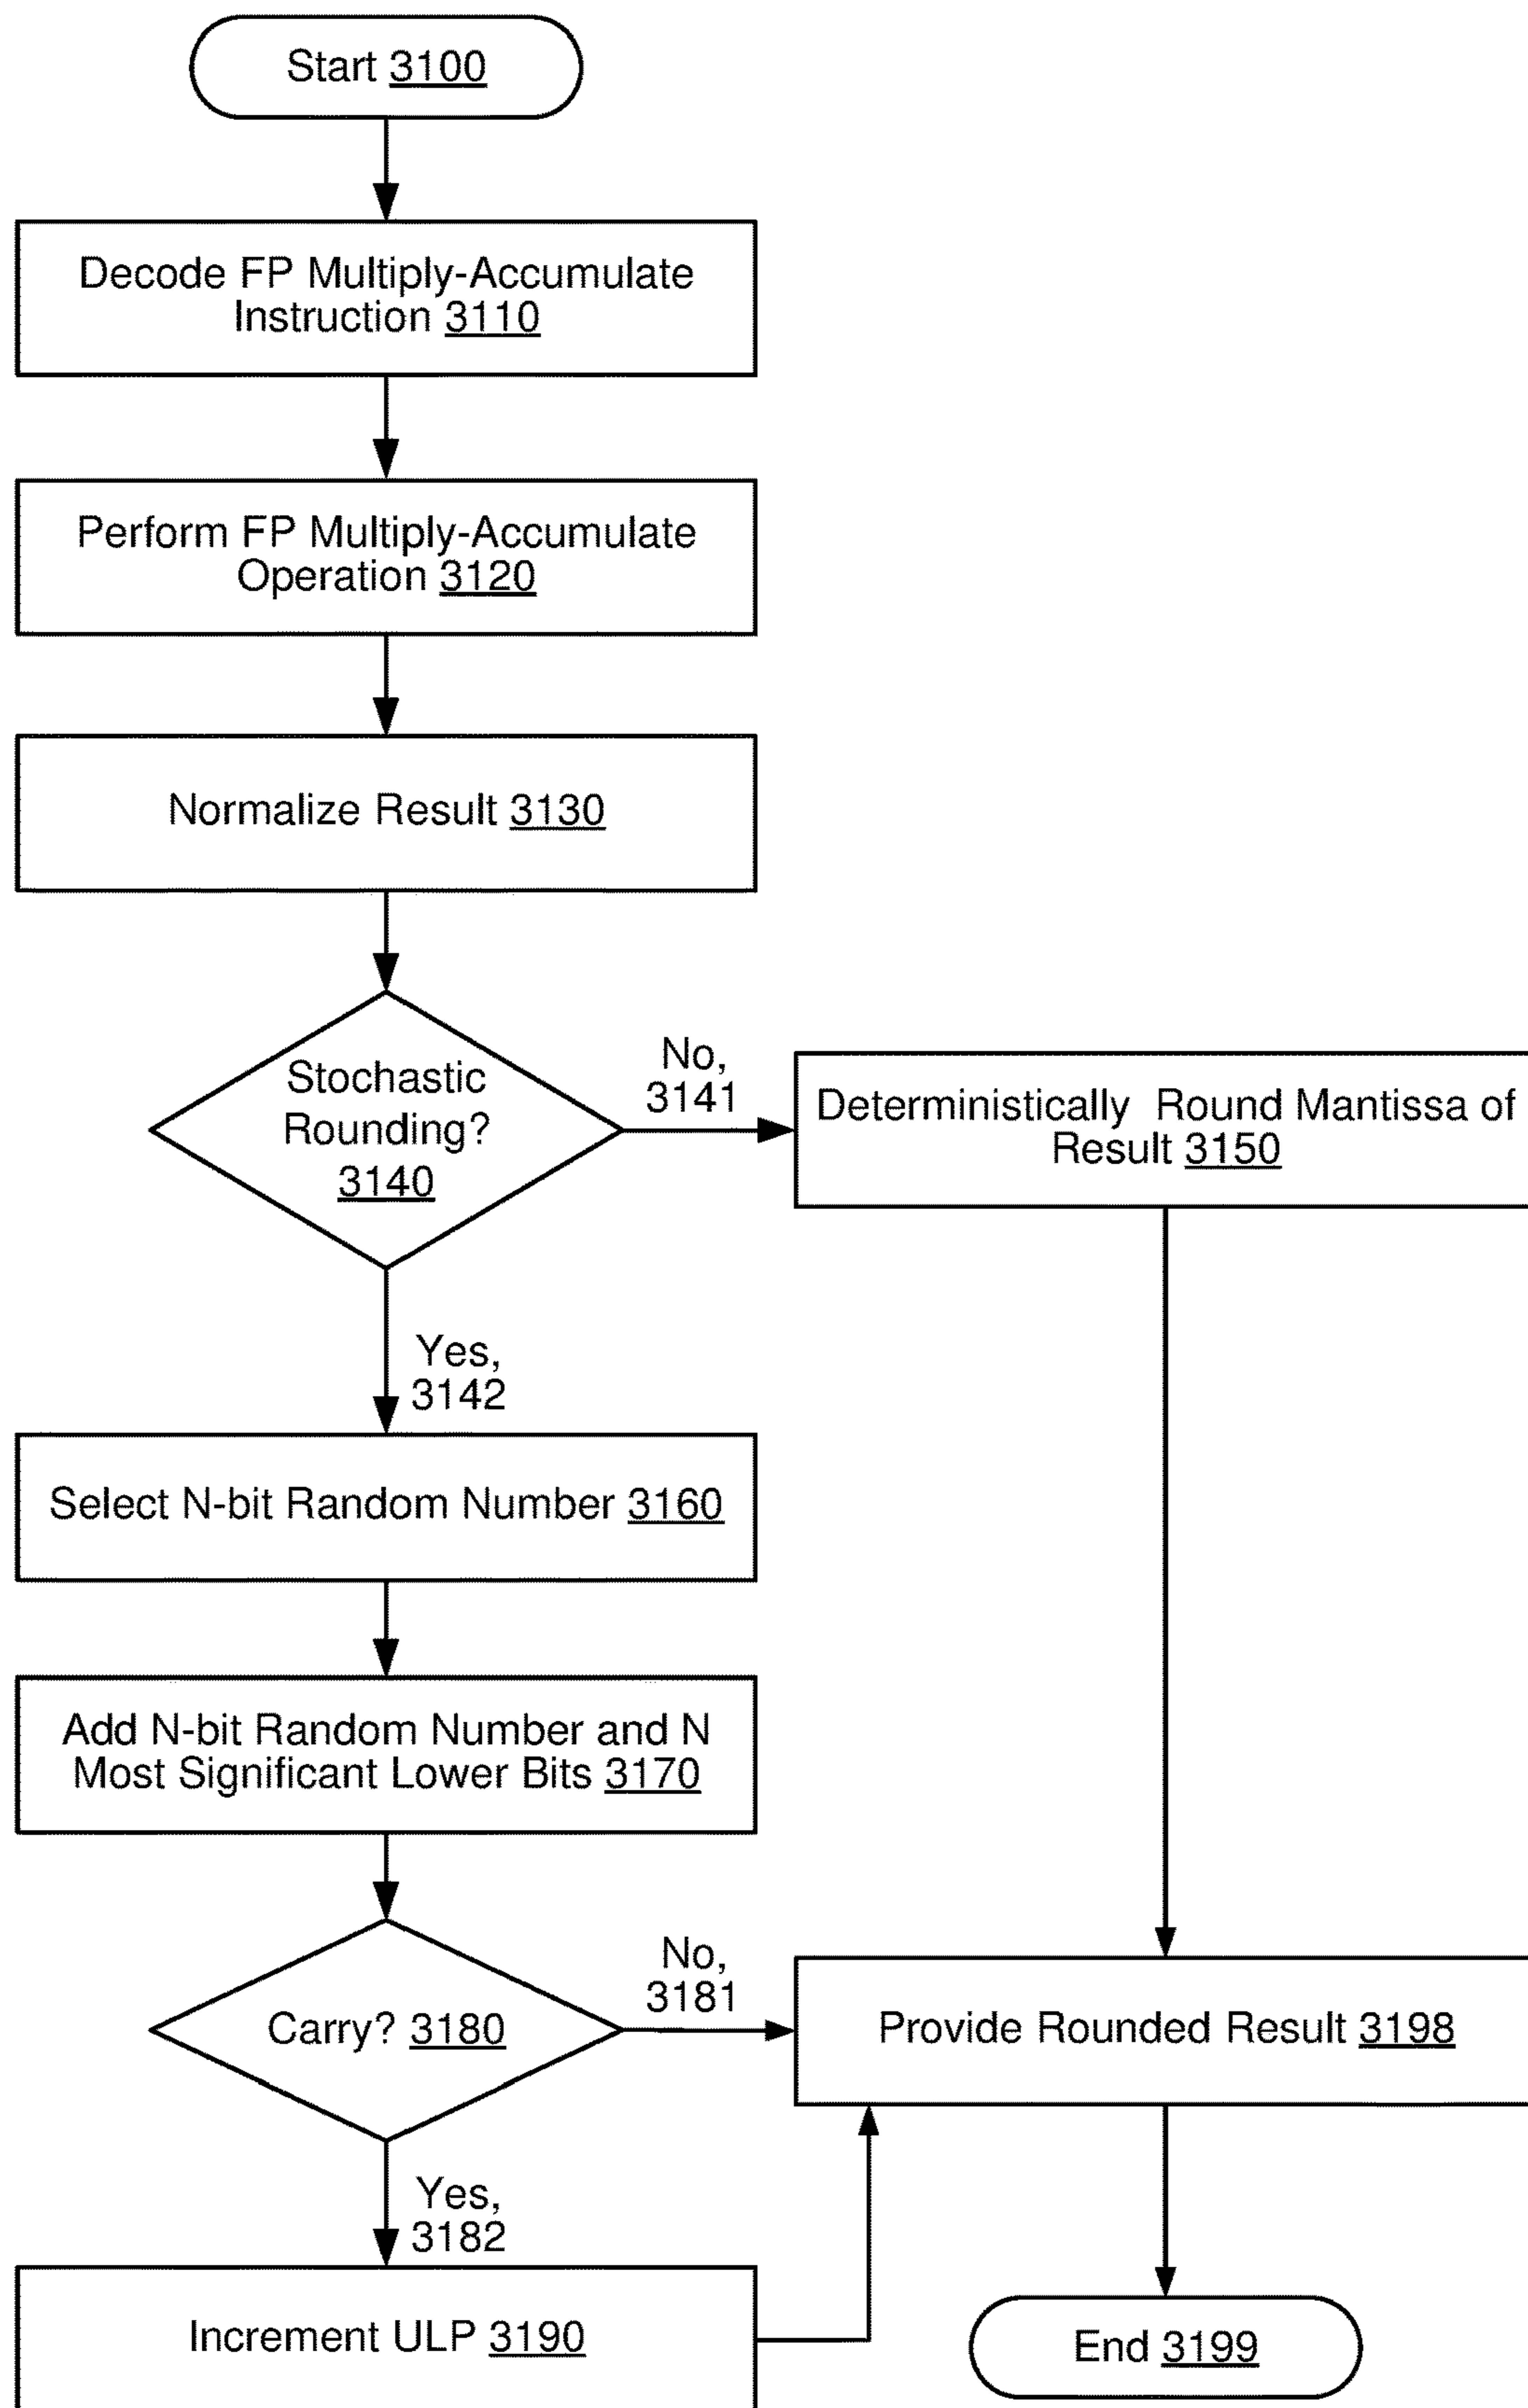 Start 3100
Decode FP Multiply-Accumulate
Instruction 3110
Perform FP Multiply-Accumulate
Operation 3120
Normalize Result 3130
Stochastic
Rounding?
3140
No,
3141
Deterministically Round Mantissa of
Result 3150
Yes,
3142
Select N-bit Random Number 3160
Add N-bit Random Number and N
Most Significant Lower Bits 3170
Carry? 3180
No,
3181
Provide Rounded Result 3198
Yes,
3182
Increment ULP 3190
End 3199